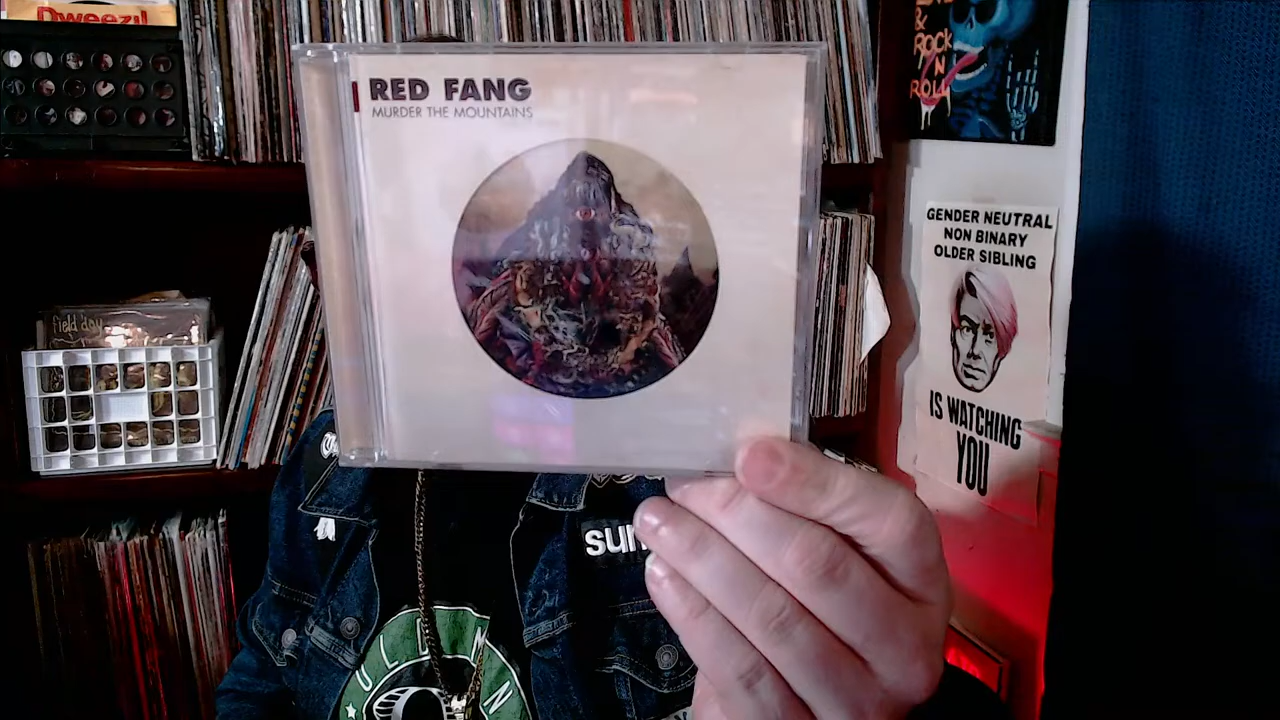 Dweezil
RED FANG
MURDER THE MOUNTAINS
& 
ROCK
N
ROLL
GENDER NEUTRAL
NON BINARY
OLDER SIBLING
IS WATCHING
YOU
field day